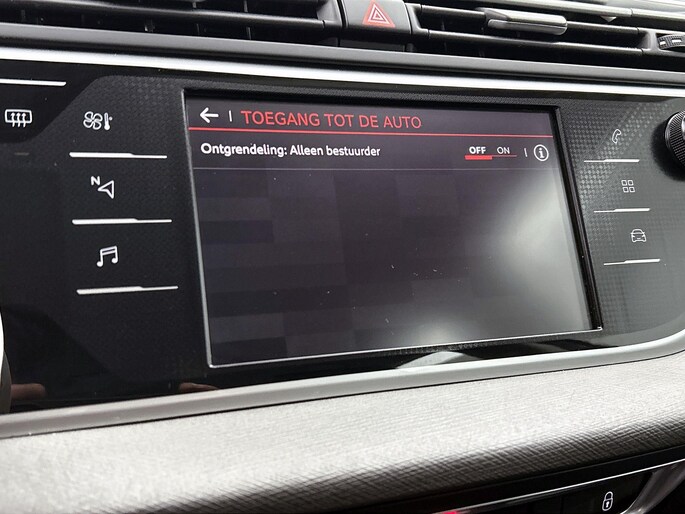 TOEGANG TOT DE AUTO
Ontgrendeling: Alleen bestuurder OFF ON
N